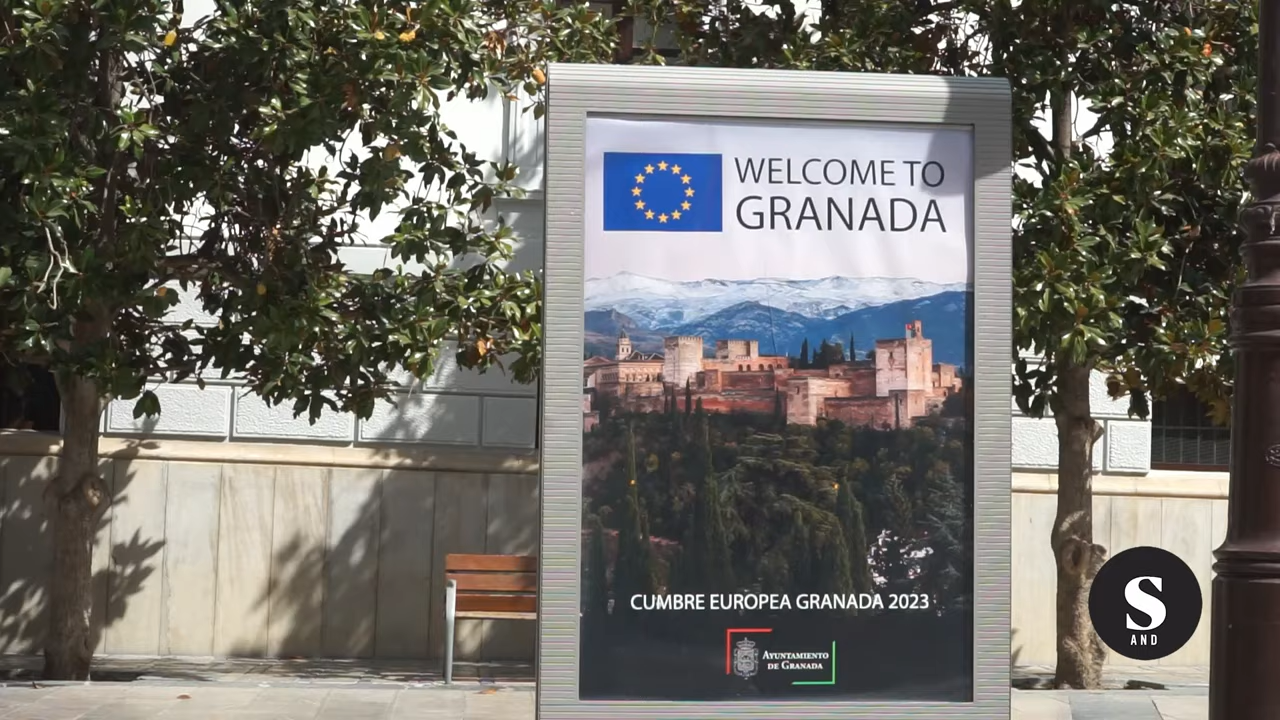 WELCOME TO
GRANADA
CUMBRE EUROPEA GRANADA 2023
AYUNTAMIENTO
DE GRANADA
S
AND